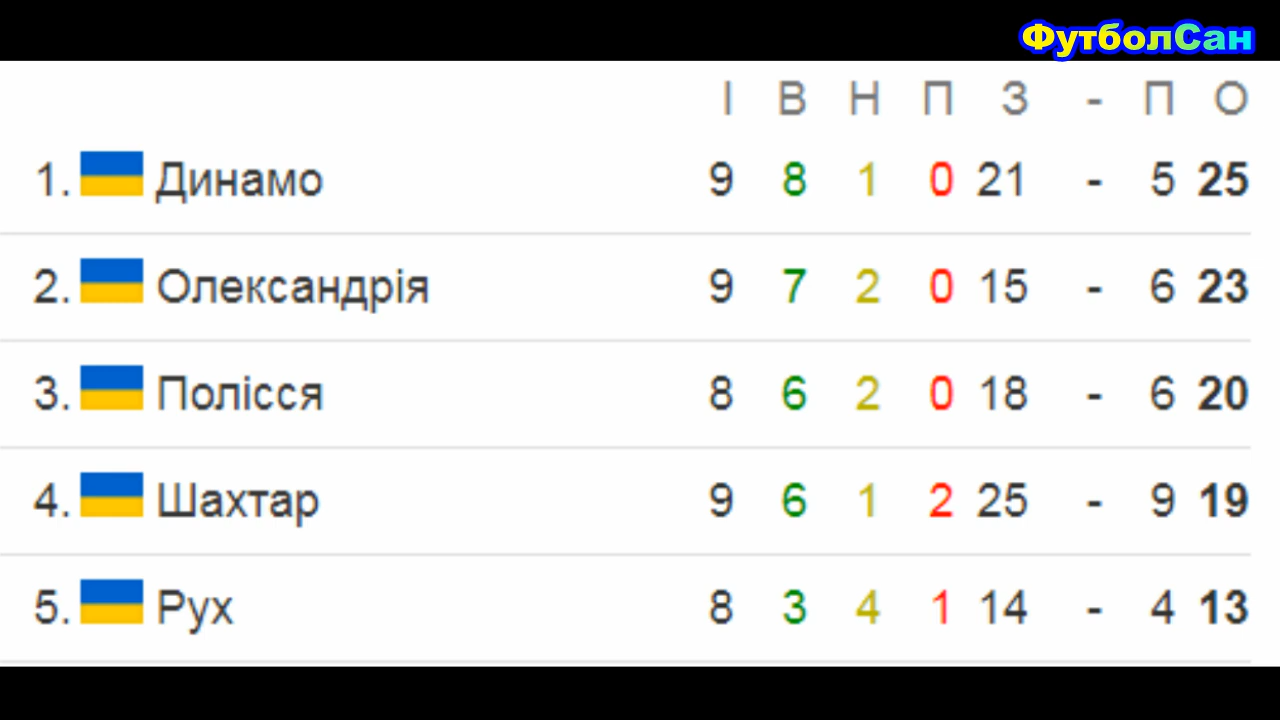 ФутболСан
І В Н П З - П О
1. Динамо 9 8 1 0 21 - 5 25
2. Олександрія 9 7 2 0 15 - 6 23
3. Полісся 8 6 2 0 18 - 6 20
4. Шахтар 9 6 1 2 25 - 9 19
5. Рух 8 3 4 1 14 - 4 13